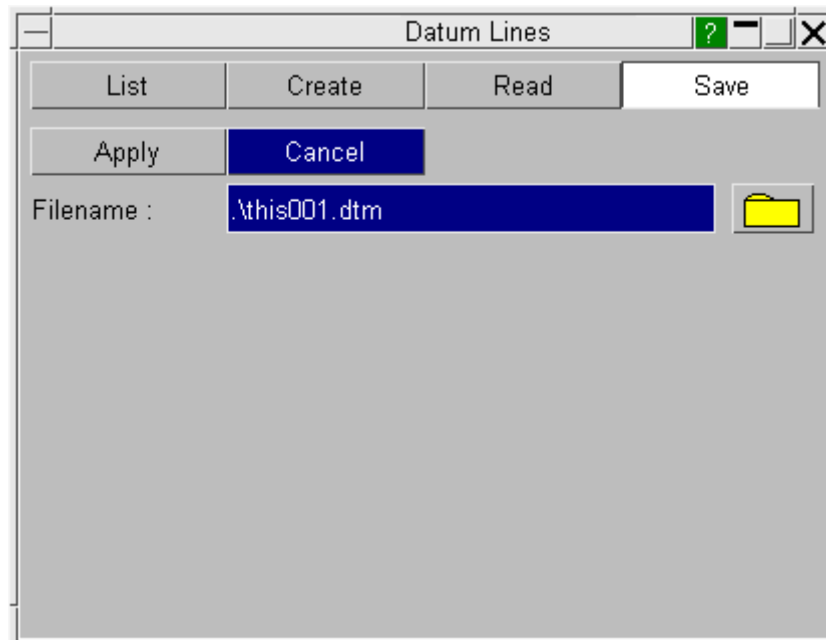 Datum Lines ?
List Create Read Save
Apply Cancel
Filename : .\this001.dtm